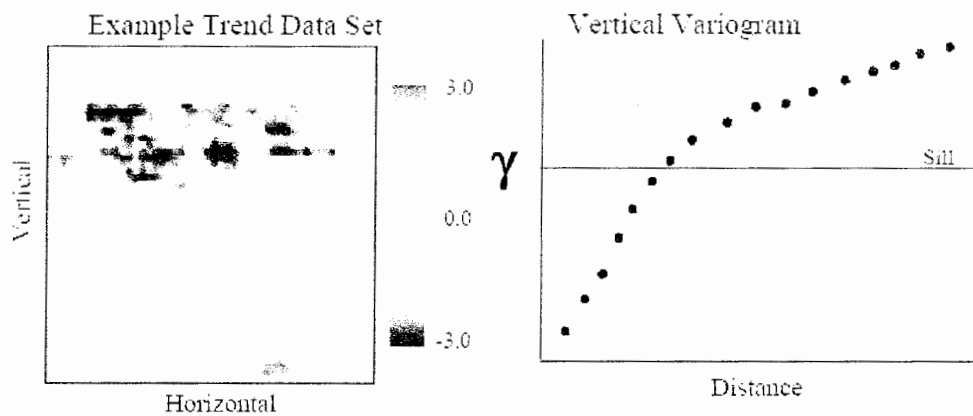 Example Trend Data Set
Vertical
3.0
0.0
-3.0
Horizontal
Vertical Variogram
γ
Sill
Distance